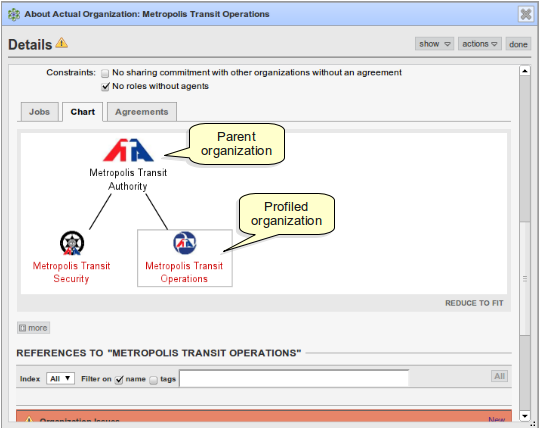 About Actual Organization: Metropolis Transit Operations
Details
show
actions
done
Constraints: No sharing commitment with other organizations without an agreement
No roles without agents
Jobs
Chart
Agreements
Parent
organization
Metropolis Transit
Authority
Profiled
organization
Metropolis Transit
Security
Metropolis Transit
Operations
REDUCE TO FIT
more
REFERENCES TO "METROPOLIS TRANSIT OPERATIONS"
Index All Filter on name tags All
Organization Issues New